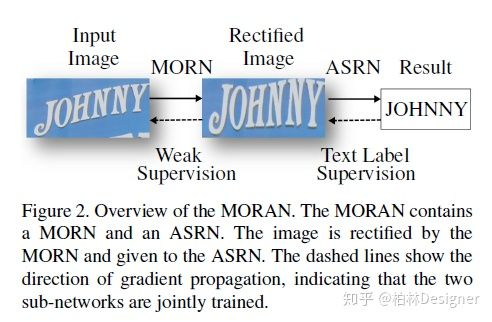 Input Image
Rectified Image
MORN
ASRN
Result
JOHNNY
JOHNNY
JOHNNY
Weak Supervision
Text Label Supervision
Figure 2. Overview of the MORAN. The MORAN contains
a MORN and an ASRN. The image is rectified by the
MORN and given to the ASRN. The dashed lines show the
direction of gradient propagation, indicating that the two
sub-networks are jointly trained.
知乎 @柏林Designer